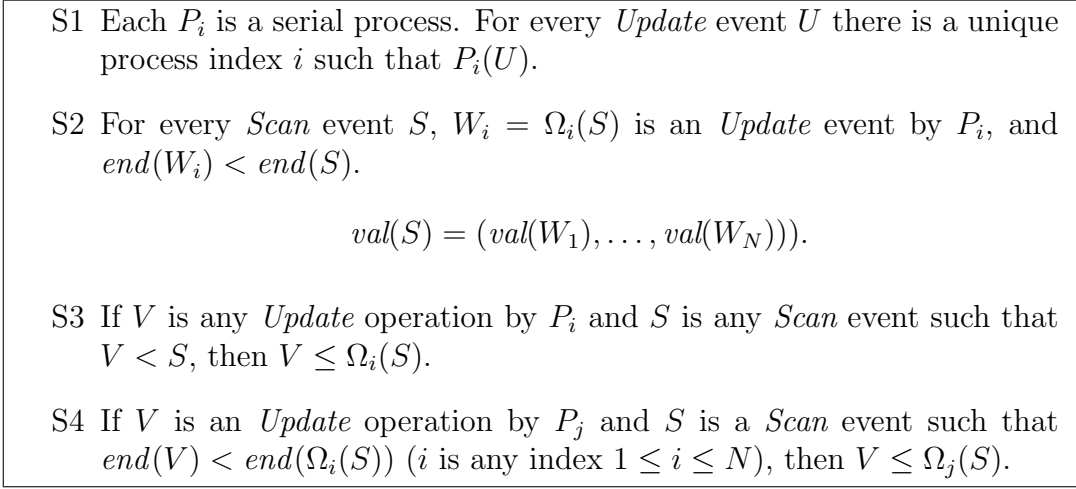 S1 Each P_i is a serial process. For every Update event U there is a unique
process index i such that P_i(U).
S2 For every Scan event S, W_i = Ω_i(S) is an Update event by P_i, and
end(W_i) < end(S).
val(S) = (val(W_1), . . . , val(W_N))).
S3 If V is any Update operation by P_i and S is any Scan event such that
V < S, then V ≤ Ω_i(S).
S4 If V is an Update operation by P_j and S is a Scan event such that
end(V) < end(Ω_i(S)) (i is any index 1 ≤ i ≤ N), then V ≤ Ω_j(S).